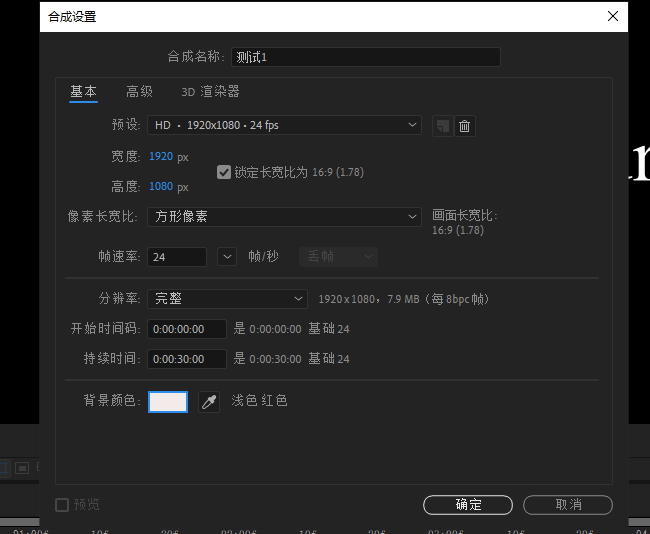 合成设置
合成名称: 测试1
基本 高级 3D 渲染器
预设: HD • 1920x1080 • 24 fps
宽度: 1920 px
锁定长宽比为 16:9 (1.78)
高度: 1080 px
像素长宽比: 方形像素 画面长宽比:
16:9 (1.78)
帧速率: 24 帧/秒 丢帧
分辨率: 完整 1920x1080，7.9 MB（每 8bpc 帧）
开始时间码: 0:00:00:00 是 0:00:00:00 基础 24
持续时间: 0:00:30:00 是 0:00:30:00 基础 24
背景颜色: 浅色 红色
预览 确定 取消